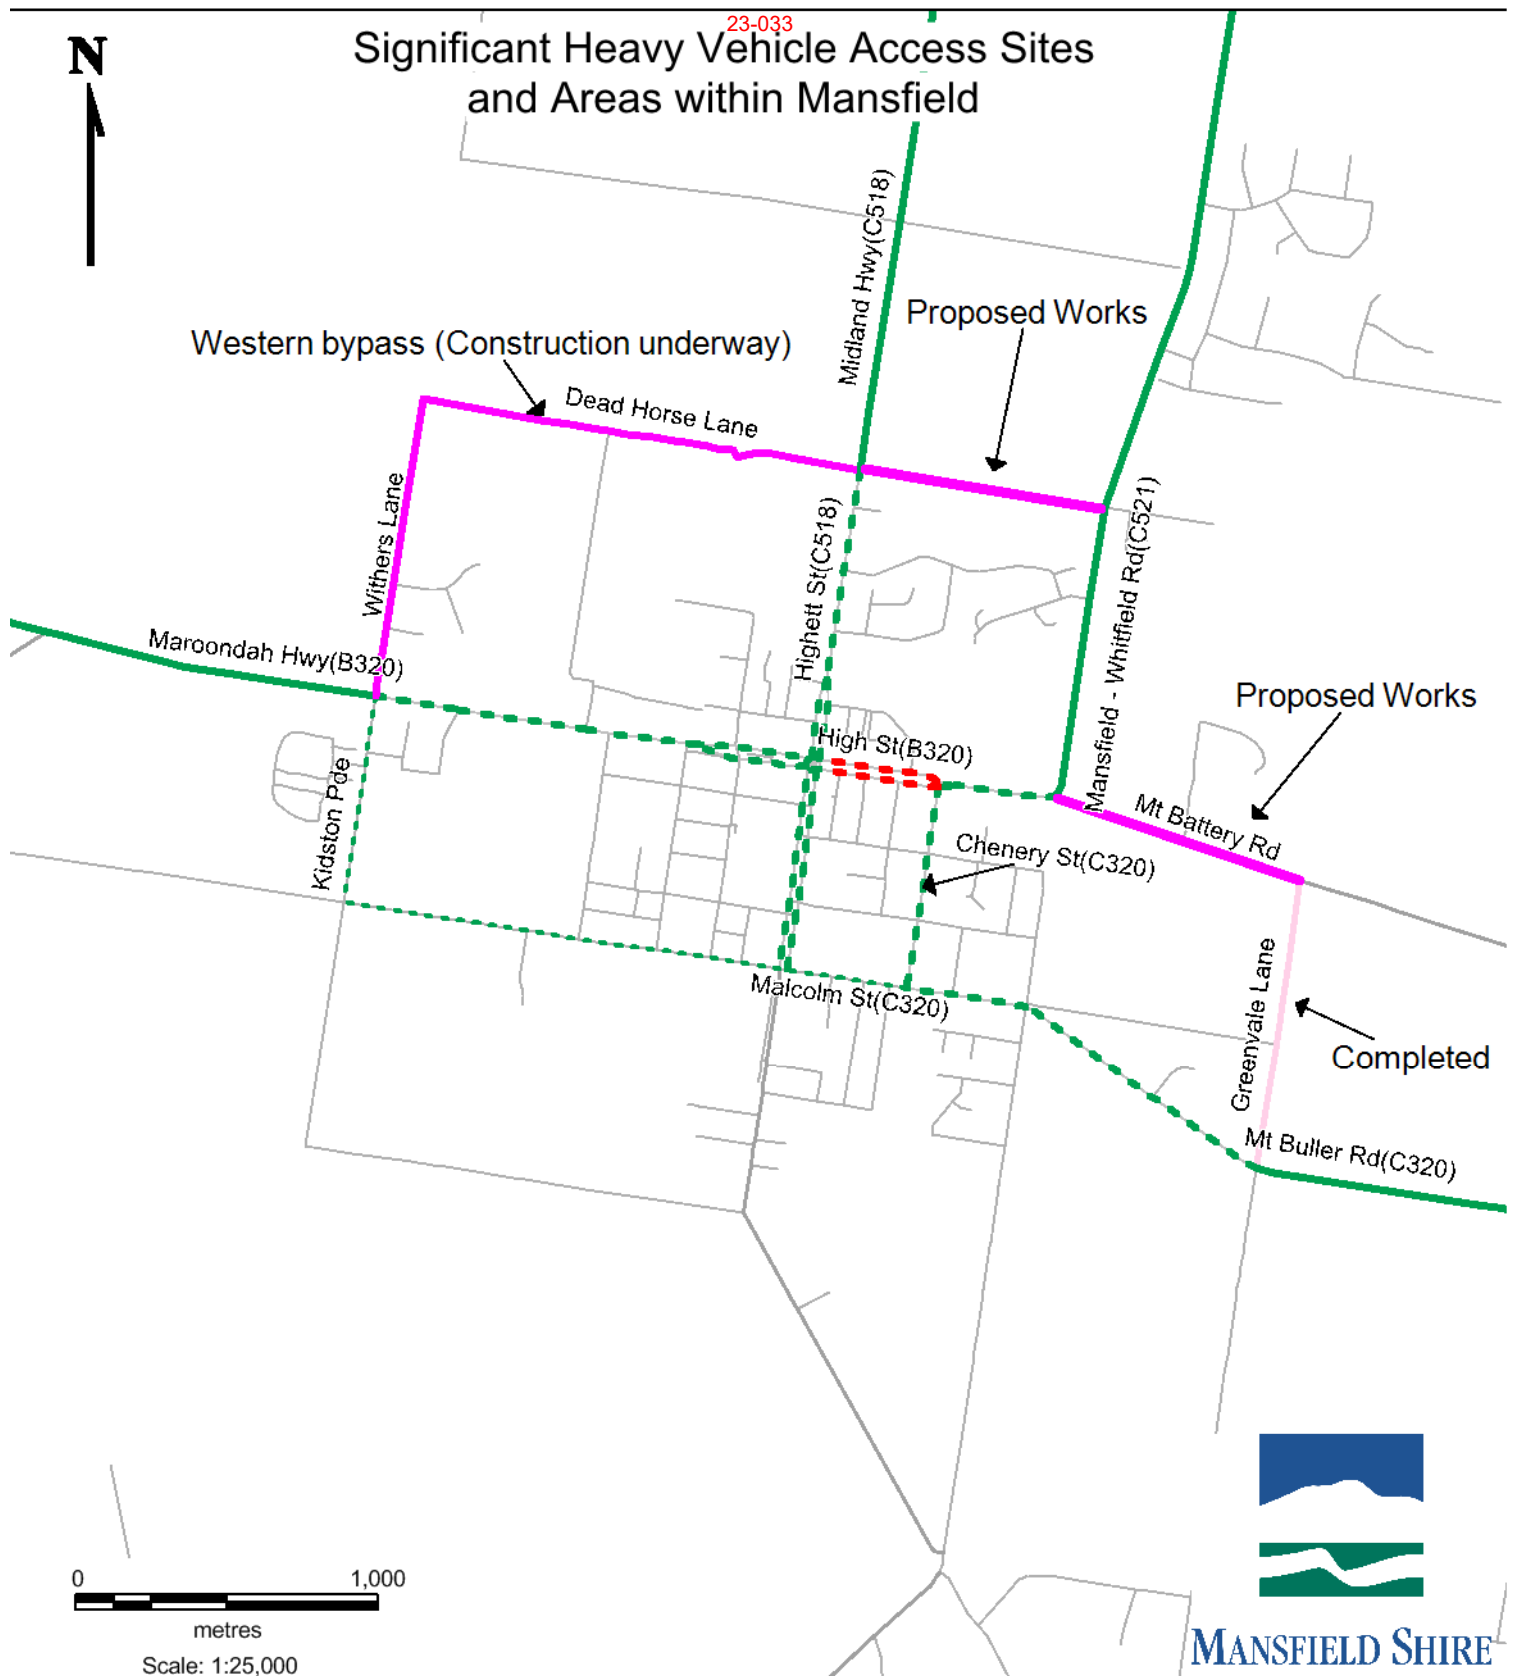 23-033
Significant Heavy Vehicle Access Sites
and Areas within Mansfield
N
Midland Hwy(C518)
Proposed Works
Western bypass (Construction underway)
Dead Horse Lane
Withers Lane
Highett St(C518)
Mansfield - Whitfield Rd(C521)
Maroondah Hwy(B320)
Proposed Works
High St(B320)
Kidston Pde
Mt Battery Rd
Chenery St(C320)
Malcolm St(C320)
Greenvale Lane
Completed
Mt Buller Rd(C320)
0 1,000
metres
Scale: 1:25,000
MANSFIELD SHIRE